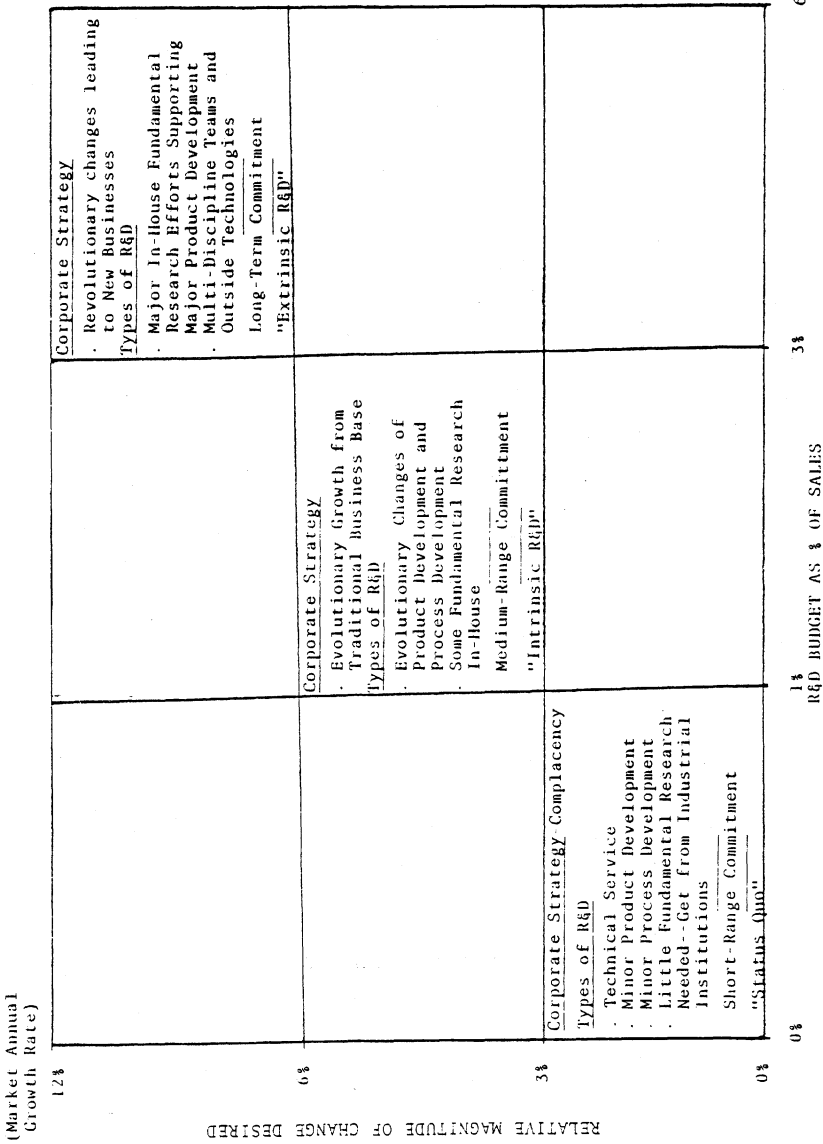 (Market Annual
Growth Rate)
12%
6%
3%
0%
RELATIVE MAGNITUDE OF CHANGE DESIRED
Corporate Strategy
. Revolutionary changes leading
to New Businesses
Types of R&D
. Major In-House Fundamental
Research Efforts Supporting
Major Product Development
. Multi-Discipline Teams and
Outside Technologies
Long-Term Commitment
"Extrinsic R&D"
Corporate Strategy
. Evolutionary Growth from
Traditional Business Base
Types of R&D
. Evolutionary Changes of
Product Development and
Process Development
. Some Fundamental Research
In-House
Medium-Range Committment
"Intrinsic R&D"
Corporate Strategy-Complacency
Types of R&D
. Technical Service
. Minor Product Development
. Minor Process Development
. Little Fundamental Research
Needed--Get from Industrial
Institutions
Short-Range Commitment
"Status Quo"
0%
1%
3%
6
R&D BUDGET AS % OF SALES